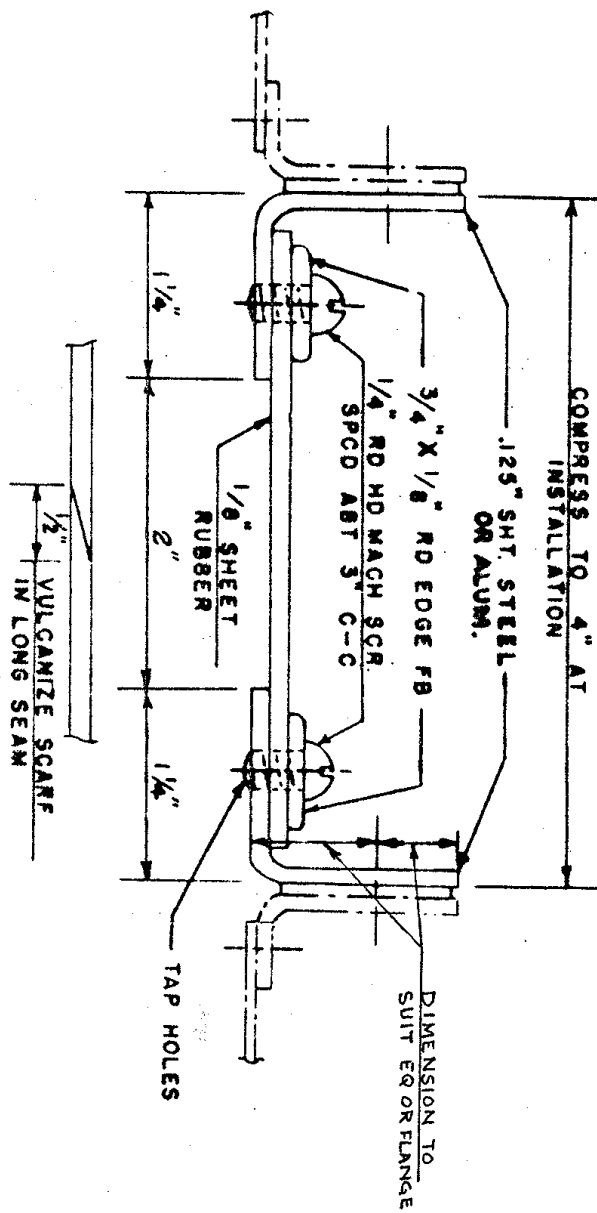 COMPRESS TO 4" AT
INSTALLATION
.125" SHT. STEEL
OR ALUM.
3/4" X 1/8" RD EDGE FB
1/4" RD HD MACH SCR
SPCD ABT 3" C-C
1/8" SHEET
RUBBER
1 1/4"
2"
1 1/4"
1/2"
VULCANIZE SCARF
IN LONG SEAM
TAP HOLES
DIMENSION TO
SUIT EQ OR FLANGE